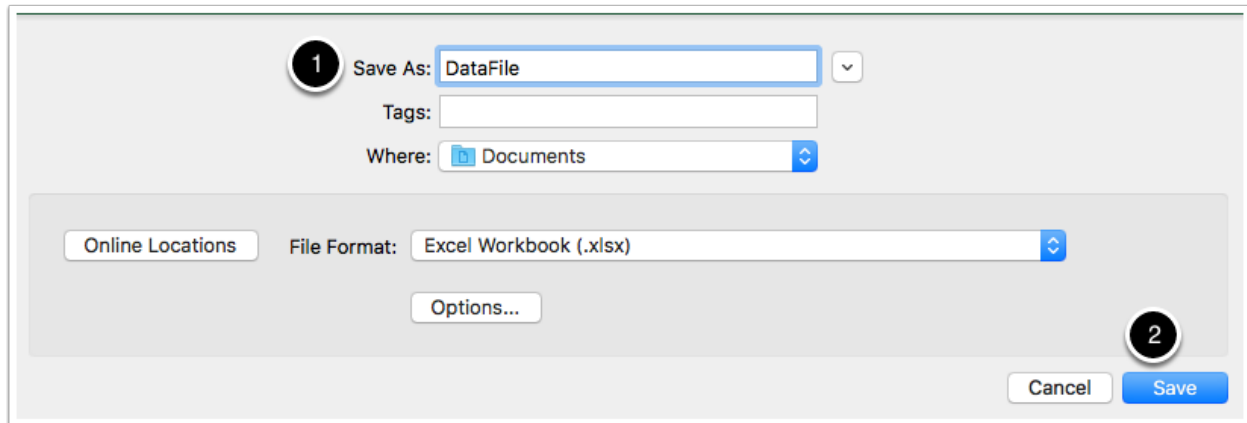 1 Save As: DataFile
Tags:
Where: Documents
Online Locations File Format: Excel Workbook (.xlsx)
Options...
2
Cancel Save